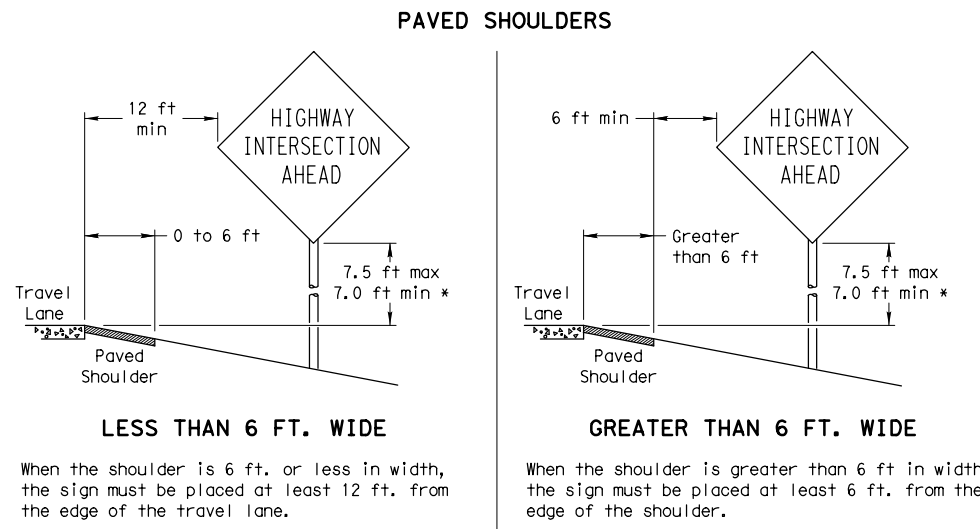 PAVED SHOULDERS
12 ft
min
HIGHWAY
INTERSECTION
AHEAD
0 to 6 ft
7.5 ft max
7.0 ft min *
Travel
Lane
Paved
Shoulder
LESS THAN 6 FT. WIDE
When the shoulder is 6 ft. or less in width,
the sign must be placed at least 12 ft. from
the edge of the travel lane.
6 ft min
HIGHWAY
INTERSECTION
AHEAD
Greater
than 6 ft
7.5 ft max
7.0 ft min *
Travel
Lane
Paved
Shoulder
GREATER THAN 6 FT. WIDE
When the shoulder is greater than 6 ft in width
the sign must be placed at least 6 ft. from the
edge of the shoulder.